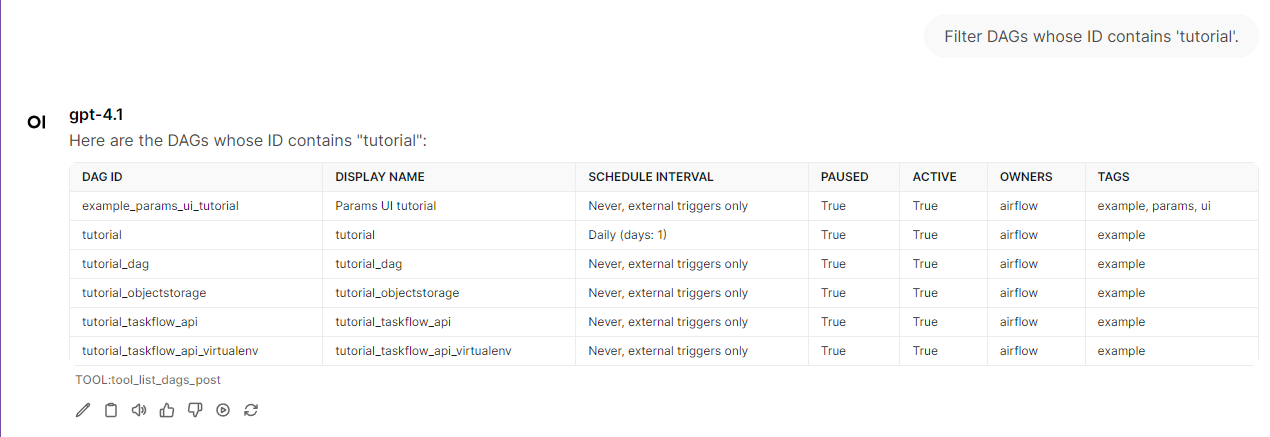 Filter DAGs whose ID contains 'tutorial'.
OI
gpt-4.1
Here are the DAGs whose ID contains "tutorial":
DAG ID DISPLAY NAME SCHEDULE INTERVAL PAUSED ACTIVE OWNERS TAGS
example_params_ui_tutorial Params UI tutorial Never, external triggers only True True airflow example, params, ui
tutorial tutorial Daily (days: 1) True True airflow example
tutorial_dag tutorial_dag Never, external triggers only True True airflow example
tutorial_objectstorage tutorial_objectstorage Never, external triggers only True True airflow example
tutorial_taskflow_api tutorial_taskflow_api Never, external triggers only True True airflow example
tutorial_taskflow_api_virtualenv tutorial_taskflow_api_virtualenv Never, external triggers only True True airflow example
TOOL:tool_list_dags_post